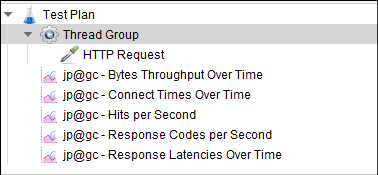 Test Plan
Thread Group
HTTP Request
jp@gc - Bytes Throughput Over Time
jp@gc - Connect Times Over Time
jp@gc - Hits per Second
jp@gc - Response Codes per Second
jp@gc - Response Latencies Over Time